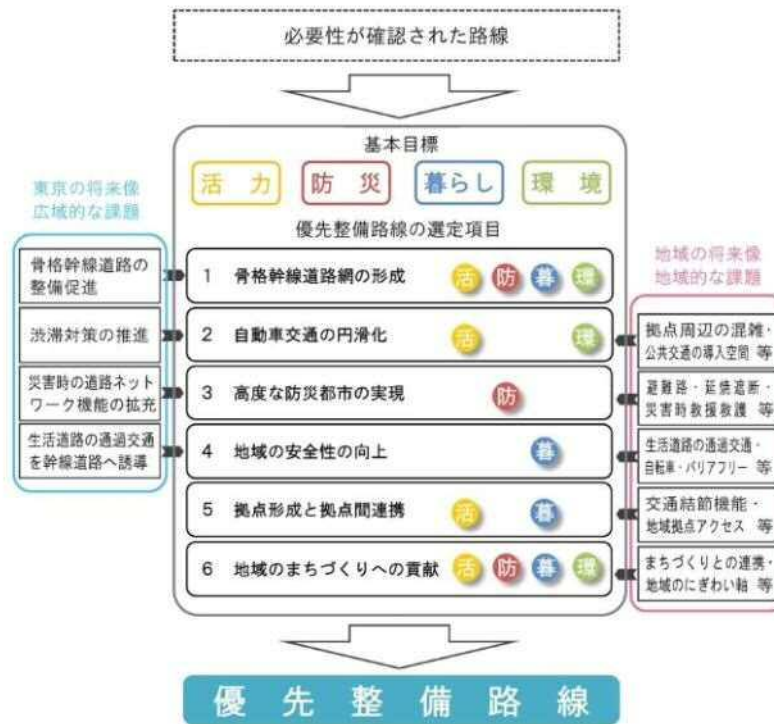 必要性が確認された路線
基本目標
活 力
防 災
暮らし
環 境
優先整備路線の選定項目
東京の将来像
広域的な課題
骨格幹線道路の
整備促進
渋滞対策の推進
災害時の道路ネット
ワーク機能の拡充
生活道路の通過交通
を幹線道路へ誘導
1 骨格幹線道路網の形成 活 防 暮 環
2 自動車交通の円滑化 活 環
3 高度な防災都市の実現 防
4 地域の安全性の向上 暮
5 拠点形成と拠点間連携 活 暮
6 地域のまちづくりへの貢献 活 防 暮 環
地域の将来像
地域的な課題
拠点周辺の混雑・
公共交通の導入空間 等
避難路・延焼遮断・
災害時救援救護 等
生活道路の通過交通・
自転車・バリアフリー 等
交通結節機能・
地域拠点アクセス 等
まちづくりとの連携・
地域のにぎわい軸 等
優先整備路線